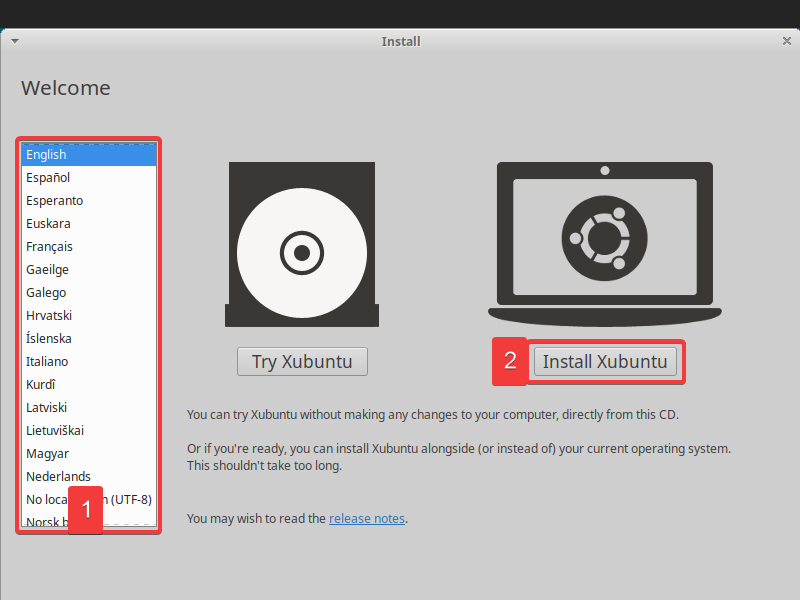 Install
Welcome
English
Español
Esperanto
Euskara
Français
Gaeilge
Galego
Hrvatski
Íslenska
Italiano
Kurdî
Latviski
Lietuviškai
Magyar
Nederlands
No loca n (UTF-8)
Norsk b
1
Try Xubuntu
2
Install Xubuntu
You can try Xubuntu without making any changes to your computer, directly from this CD.
Or if you're ready, you can install Xubuntu alongside (or instead of) your current operating system.
This shouldn't take too long.
You may wish to read the release notes.